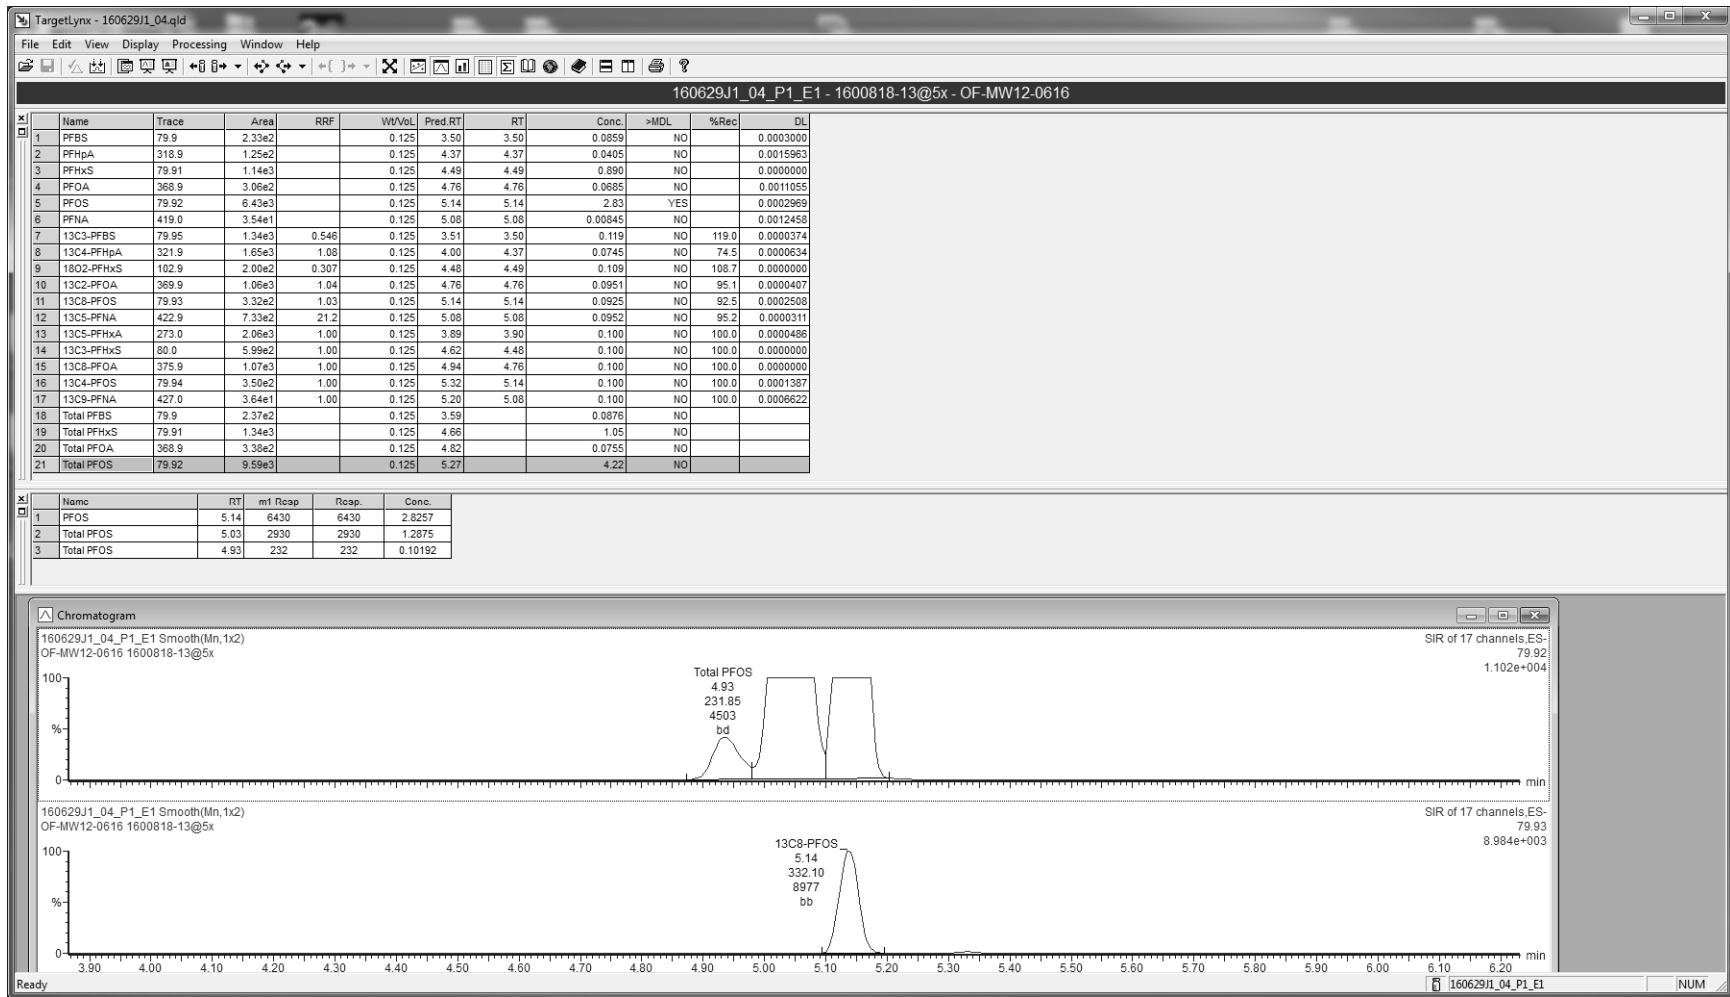 TargetLynx - 160629J1_04.qld
File Edit View Display Processing Window Help
160629J1_04_P1_E1 - 1600818-13@5x - OF-MW12-0616
Name Trace Area RRF Wt/VoL Pred.RT RT Conc. >MDL %Rec DL
1 PFBS 79.9 2.33e2 0.125 3.50 3.50 0.0859 NO 0.0003000
2 PFHpA 318.9 1.25e2 0.125 4.37 4.37 0.0405 NO 0.0015963
3 PFHxS 79.91 1.14e3 0.125 4.49 4.49 0.890 NO 0.0000000
4 PFOA 368.9 3.06e2 0.125 4.76 4.76 0.0685 NO 0.0011055
5 PFOS 79.92 6.43e3 0.125 5.14 5.14 2.83 YES 0.0002969
6 PFNA 419.0 3.54e1 0.125 5.08 5.08 0.00845 NO 0.0012458
7 13C3-PFBS 79.95 1.34e3 0.546 0.125 3.51 3.50 0.119 NO 119.0 0.0000374
8 13C4-PFHpA 321.9 1.65e3 1.08 0.125 4.00 4.37 0.0745 NO 74.5 0.0000634
9 18O2-PFHxS 102.9 2.00e2 0.307 0.125 4.48 4.49 0.109 NO 108.7 0.0000000
10 13C2-PFOA 369.9 1.06e3 1.04 0.125 4.76 4.76 0.0951 NO 95.1 0.0000407
11 13C8-PFOS 79.93 3.32e2 1.03 0.125 5.14 5.14 0.0925 NO 92.5 0.0002508
12 13C5-PFNA 422.9 7.33e2 21.2 0.125 5.08 5.08 0.0952 NO 95.2 0.0000311
13 13C5-PFHxA 273.0 2.06e3 1.00 0.125 3.89 3.90 0.100 NO 100.0 0.0000486
14 13C3-PFHxS 80.0 5.99e2 1.00 0.125 4.62 4.48 0.100 NO 100.0 0.0000000
15 13C8-PFOA 375.9 1.07e3 1.00 0.125 4.94 4.76 0.100 NO 100.0 0.0000000
16 13C4-PFOS 79.94 3.50e2 1.00 0.125 5.32 5.14 0.100 NO 100.0 0.0001387
17 13C9-PFNA 427.0 3.64e1 1.00 0.125 5.20 5.08 0.100 NO 100.0 0.0006622
18 Total PFBS 79.9 2.37e2 0.125 3.59 0.0876 NO
19 Total PFHxS 79.91 1.34e3 0.125 4.66 1.05 NO
20 Total PFOA 368.9 3.38e2 0.125 4.82 0.0755 NO
21 Total PFOS 79.92 9.59e3 0.125 5.27 4.22 NO
Name RT m1 Resp Resp. Conc.
1 PFOS 5.14 6430 6430 2.8257
2 Total PFOS 5.03 2930 2930 1.2875
3 Total PFOS 4.93 232 232 0.10192
Chromatogram
160629J1_04_P1_E1 Smooth(Mn,1x2)
OF-MW12-0616 1600818-13@5x
SIR of 17 channels,ES-
79.92
1.102e+004
Total PFOS
4.93
231.85
4503
bd
100
%
0
min
160629J1_04_P1_E1 Smooth(Mn,1x2)
OF-MW12-0616 1600818-13@5x
SIR of 17 channels,ES-
79.93
8.984e+003
13C8-PFOS
5.14
332.10
8977
bb
100
%
0
min
3.90 4.00 4.10 4.20 4.30 4.40 4.50 4.60 4.70 4.80 4.90 5.00 5.10 5.20 5.30 5.40 5.50 5.60 5.70 5.80 5.90 6.00 6.10 6.20
Ready 160629J1_04_P1_E1 NUM